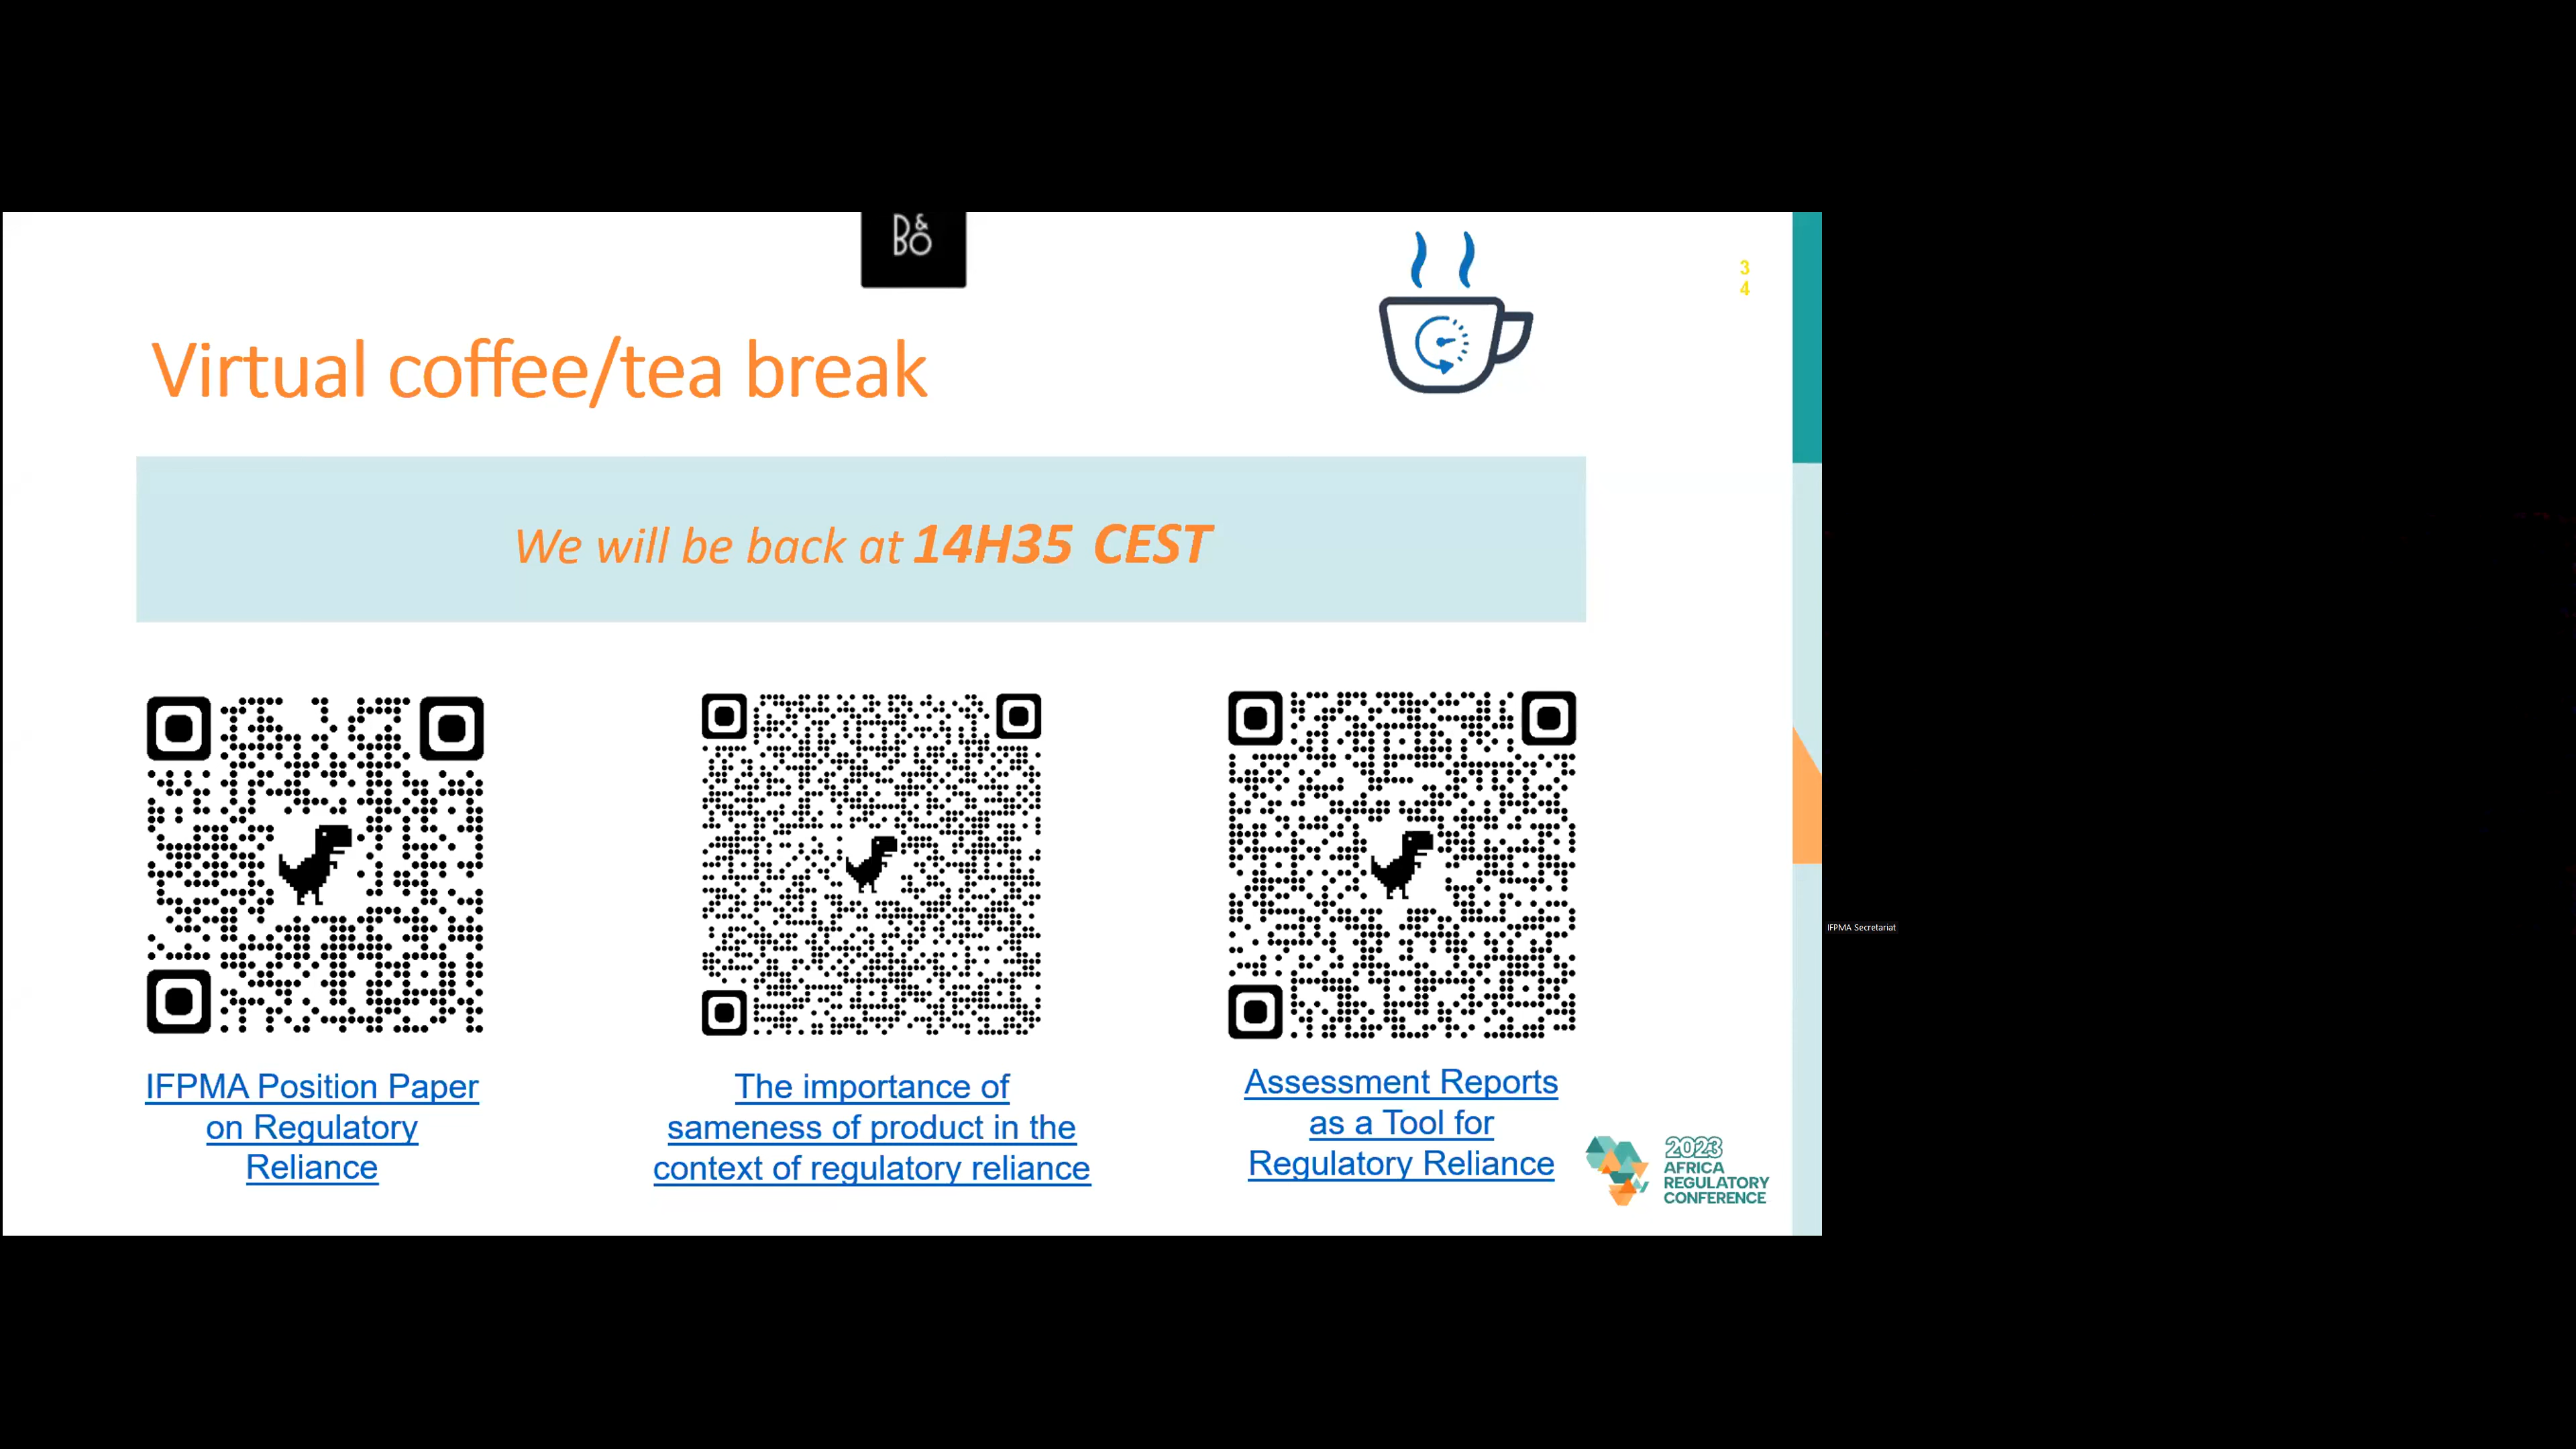 B&O
3
4
Virtual coffee/tea break
We will be back at 14H35 CEST
IFPMA Position Paper
on Regulatory
Reliance
The importance of
sameness of product in the
context of regulatory reliance
Assessment Reports
as a Tool for
Regulatory Reliance
2023
AFRICA
REGULATORY
CONFERENCE
IFPMA Secretariat